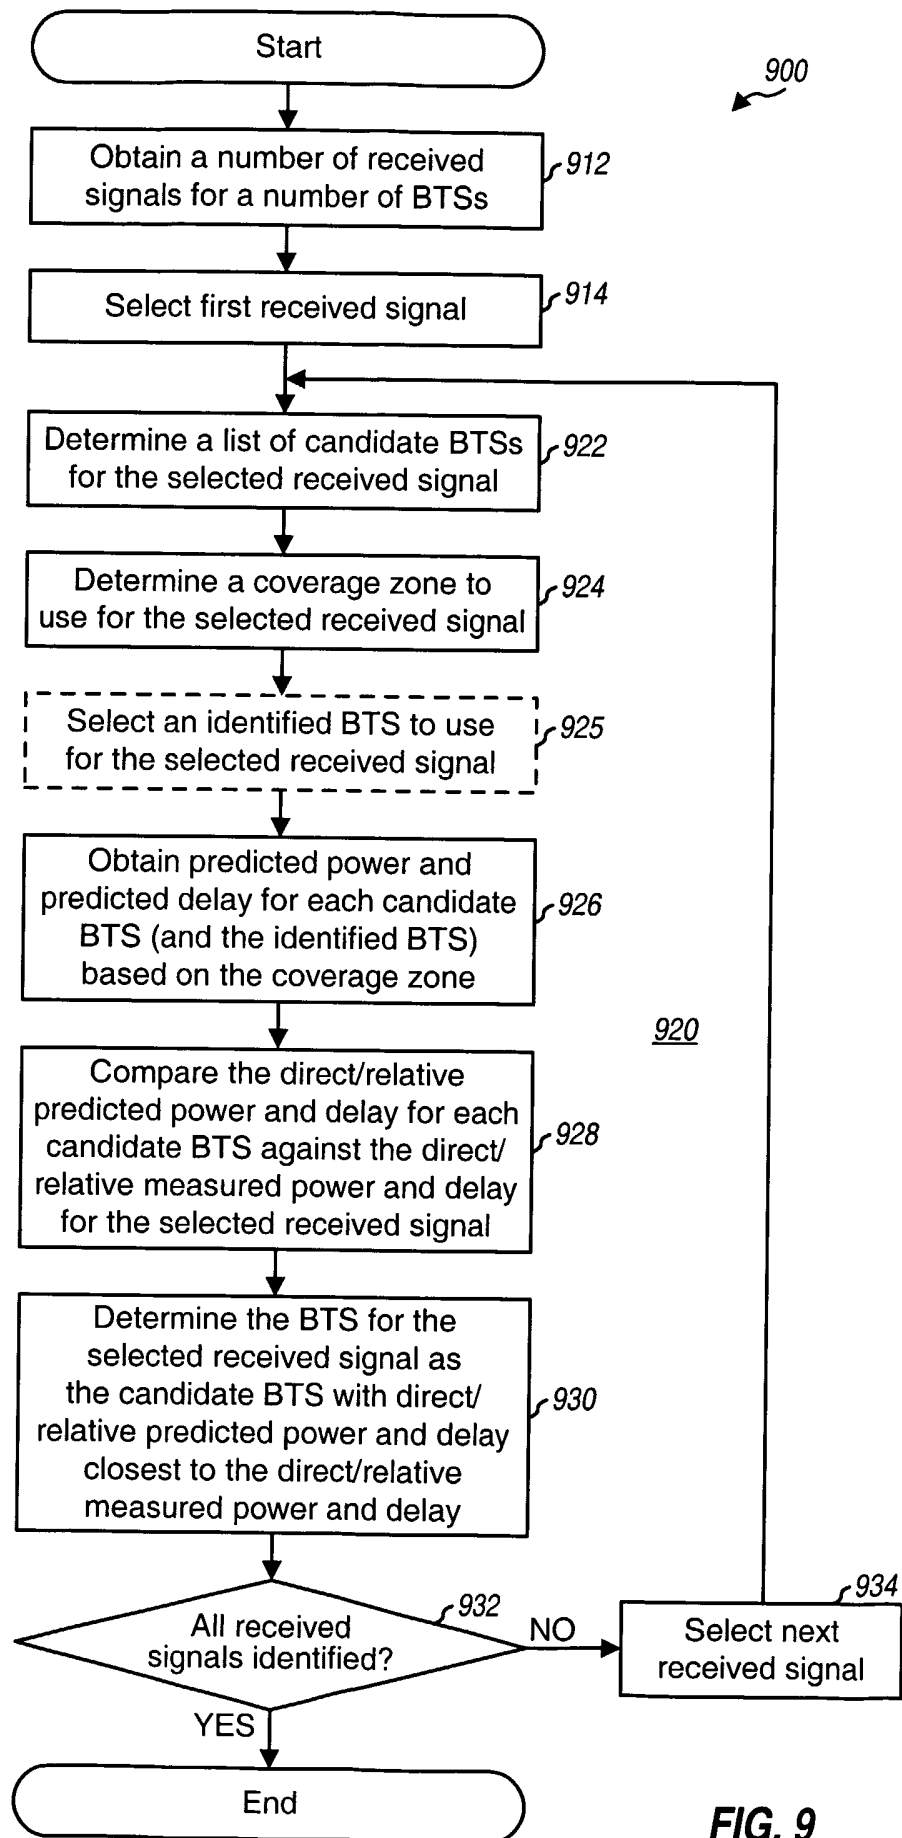 Start
900
Obtain a number of received
signals for a number of BTSs
912
Select first received signal
914
Determine a list of candidate BTSs
for the selected received signal
922
Determine a coverage zone to
use for the selected received signal
924
Select an identified BTS to use
for the selected received signal
925
Obtain predicted power and
predicted delay for each candidate
BTS (and the identified BTS)
based on the coverage zone
926
920
Compare the direct/relative
predicted power and delay for each
candidate BTS against the direct/
relative measured power and delay
for the selected received signal
928
Determine the BTS for the
selected received signal as
the candidate BTS with direct/
relative predicted power and delay
closest to the direct/relative
measured power and delay
930
All received
signals identified?
932
NO
Select next
received signal
934
YES
End
FIG. 9